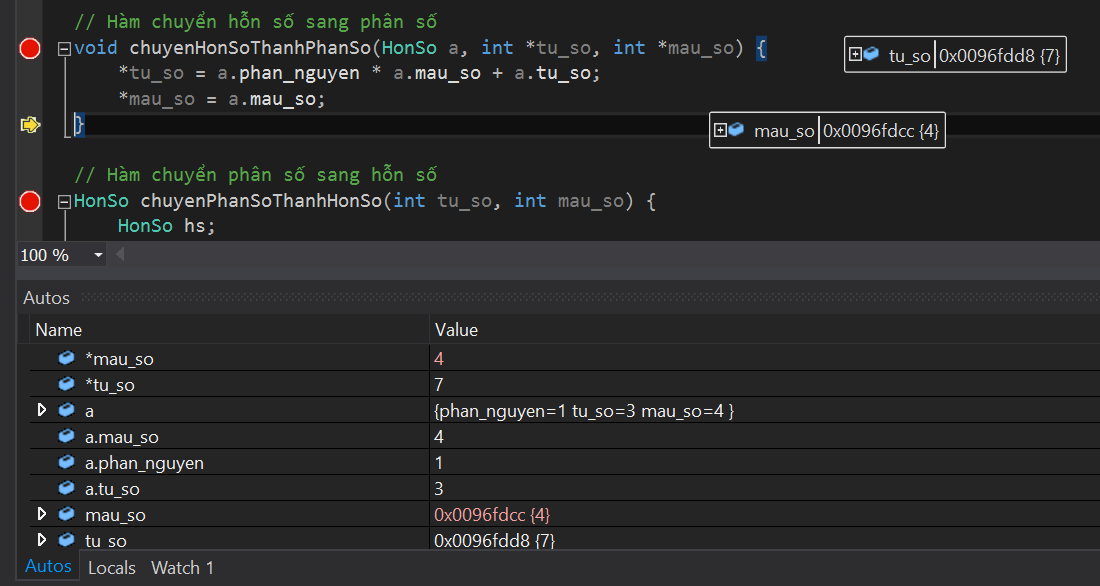 // Hàm chuyển hỗn số sang phân số
void chuyenHonSoThanhPhanSo(HonSo a, int *tu_so, int *mau_so) {
tu_so 0x0096fdd8 {7}
*tu_so = a.phan_nguyen * a.mau_so + a.tu_so;
*mau_so = a.mau_so;
}
mau_so 0x0096fdcc {4}
// Hàm chuyển phân số sang hỗn số
HonSo chuyenPhanSoThanhHonSo(int tu_so, int mau_so) {
HonSo hs;
100 %
Autos
Name Value
*mau_so 4
*tu_so 7
a {phan_nguyen=1 tu_so=3 mau_so=4 }
a.mau_so 4
a.phan_nguyen 1
a.tu_so 3
mau_so 0x0096fdcc {4}
tu_so 0x0096fdd8 {7}
Autos Locals Watch 1